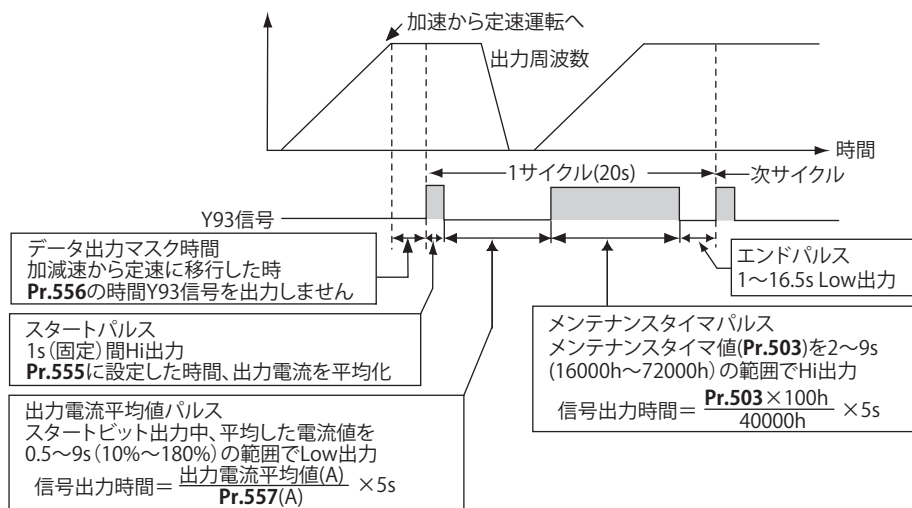 加速から定速運転へ
出力周波数
時間
1サイクル(20s)
次サイクル
Y93信号
データ出力マスク時間
加減速から定速に移行した時
Pr.556の時間Y93信号を出力しません
エンドパルス
1～16.5s Low出力
スタートパルス
1s（固定）間Hi出力
Pr.555に設定した時間、出力電流を平均化
メンテナンスタイマパルス
メンテナンスタイマ値(Pr.503)を2～9s
(16000h～72000h）の範囲でHi出力
信号出力時間＝ Pr.503×100h
40000h ×5s
出力電流平均値パルス
スタートビット出力中、平均した電流値を
0.5～9s（10%～180%）の範囲でLow出力
信号出力時間＝ 出力電流平均値(A)
Pr.557(A) ×5s